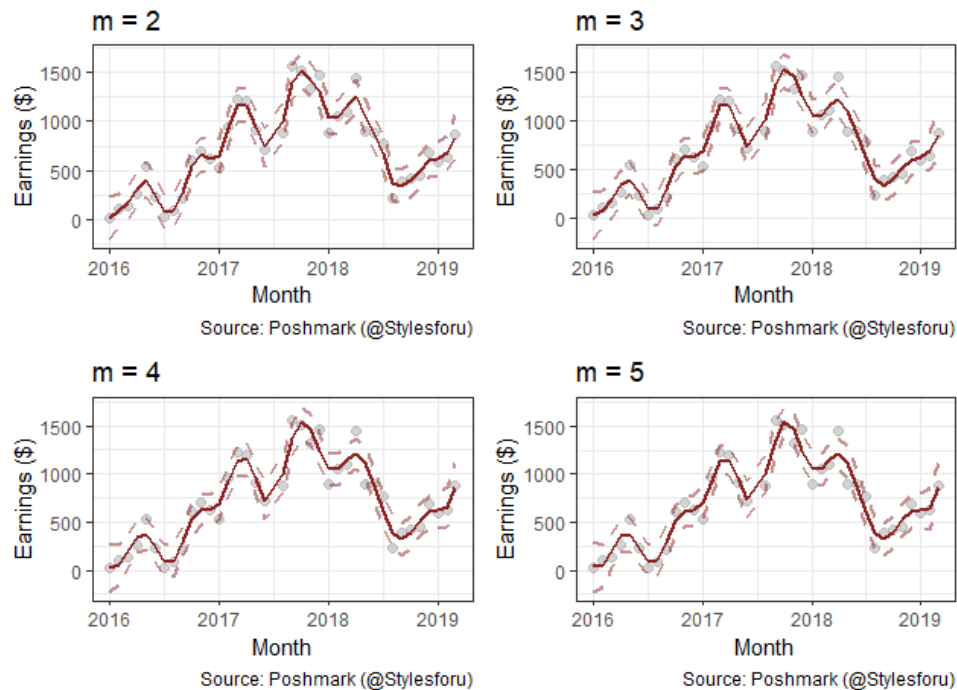 m = 2
Earnings ($)
1500
1000
500
0
2016 2017 2018 2019
Month
Source: Poshmark (@Stylesforu)
m = 3
Earnings ($)
1500
1000
500
0
2016 2017 2018 2019
Month
Source: Poshmark (@Stylesforu)
m = 4
Earnings ($)
1500
1000
500
0
2016 2017 2018 2019
Month
Source: Poshmark (@Stylesforu)
m = 5
Earnings ($)
1500
1000
500
0
2016 2017 2018 2019
Month
Source: Poshmark (@Stylesforu)